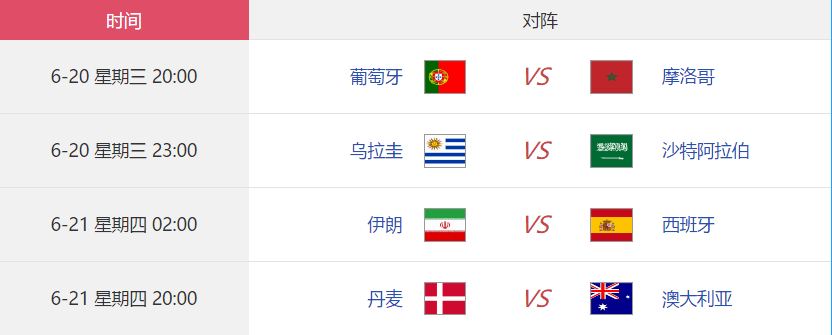 时间 对阵
6-20 星期三 20:00 葡萄牙 VS 摩洛哥
6-20 星期三 23:00 乌拉圭 VS 沙特阿拉伯
6-21 星期四 02:00 伊朗 VS 西班牙
6-21 星期四 20:00 丹麦 VS 澳大利亚